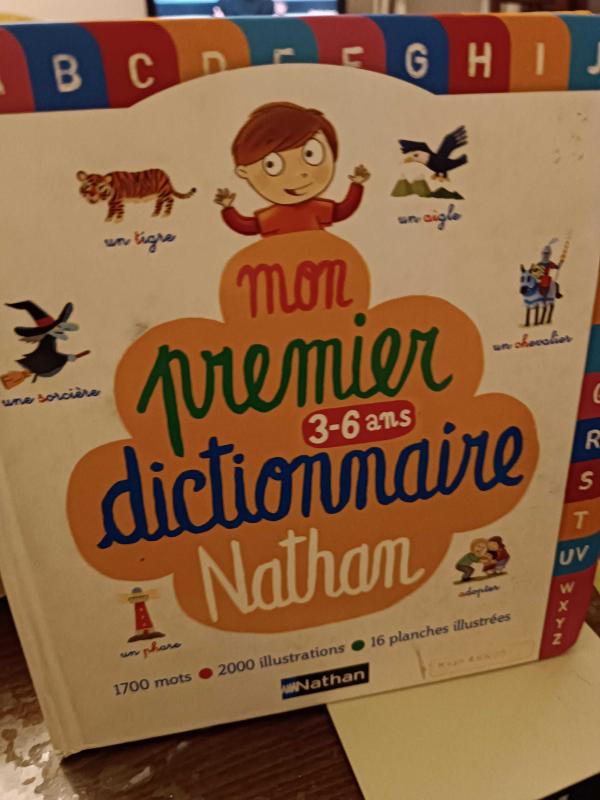 B C D E F G H I J
un tigre
un aigle
mon
une sorcière
un chevalier
premier
3-6 ans
dictionnaire
Nathan
un phare
adopter
1700 mots ● 2000 illustrations ● 16 planches illustrées
Nathan
R
S
T
UV
W
X
Y
Z